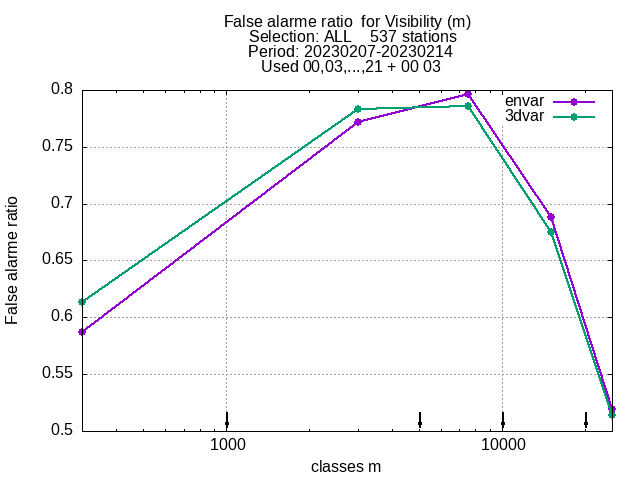 False alarme ratio  for Visibility (m)
Selection: ALL    537 stations
Period: 20230207-20230214
Used 00,03,...,21 + 00 03
envar
3dvar
0.8
0.75
0.7
0.65
0.6
0.55
0.5
False alarme ratio
1000
10000
classes m